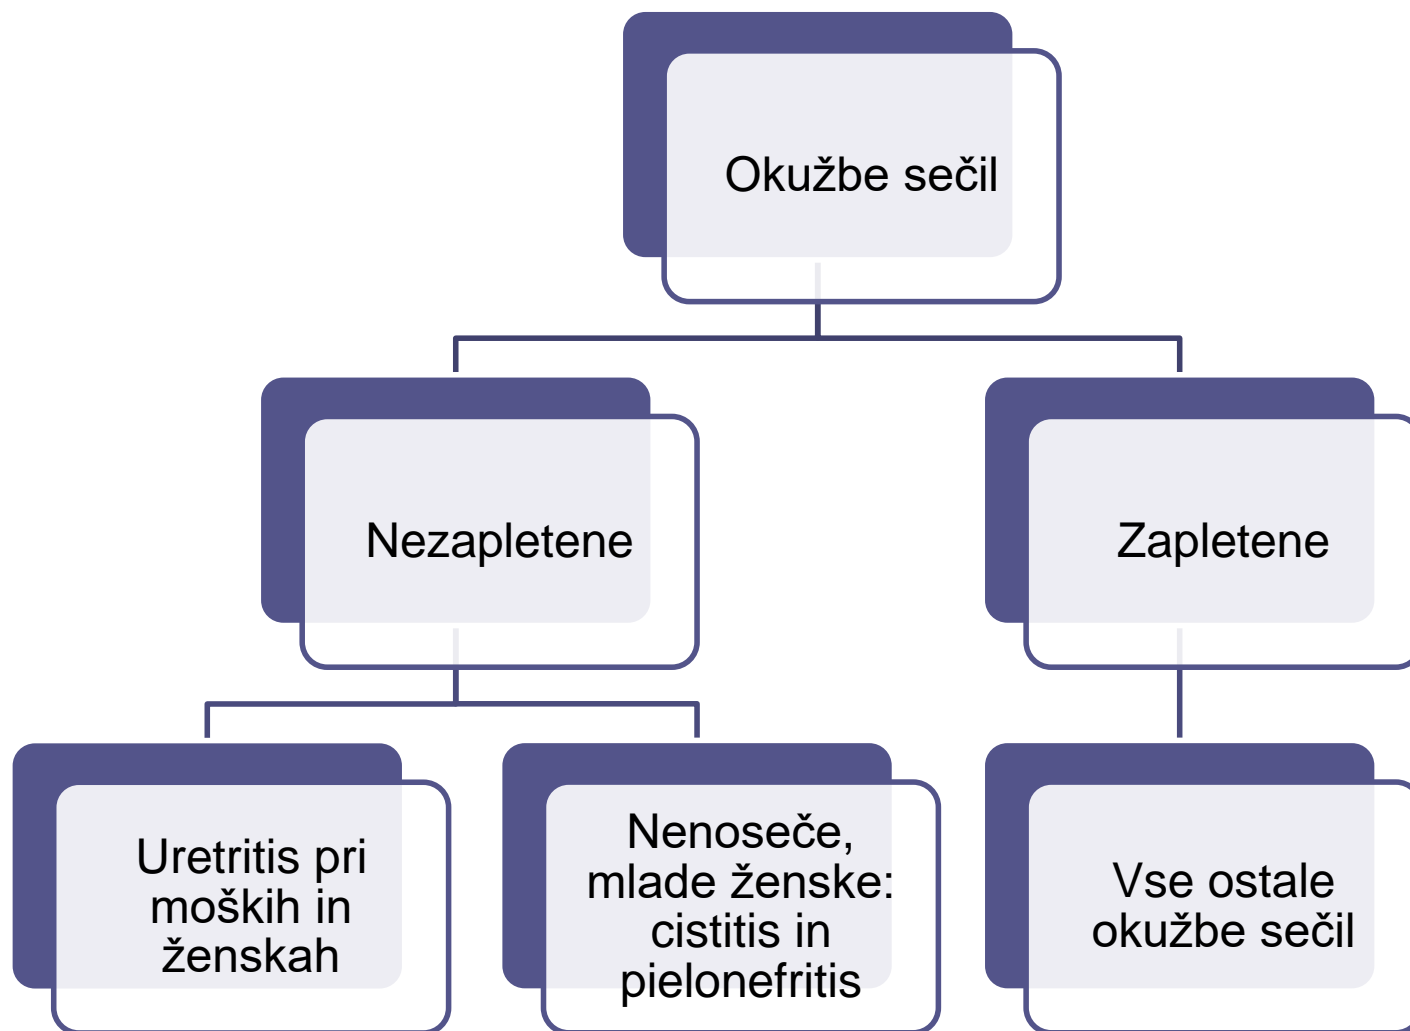 Okužbe sečil
Nezapletene
Zapletene
Uretritis pri
moških in
ženskah
Nenoseče,
mlade ženske:
cistitis in
pielonefritis
Vse ostale
okužbe sečil